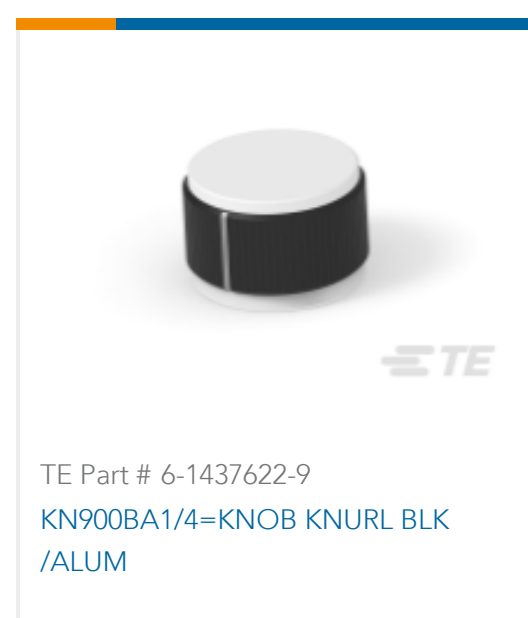 TE
TE Part # 6-1437622-9
KN900BA1/4=KNOB KNURL BLK
/ALUM